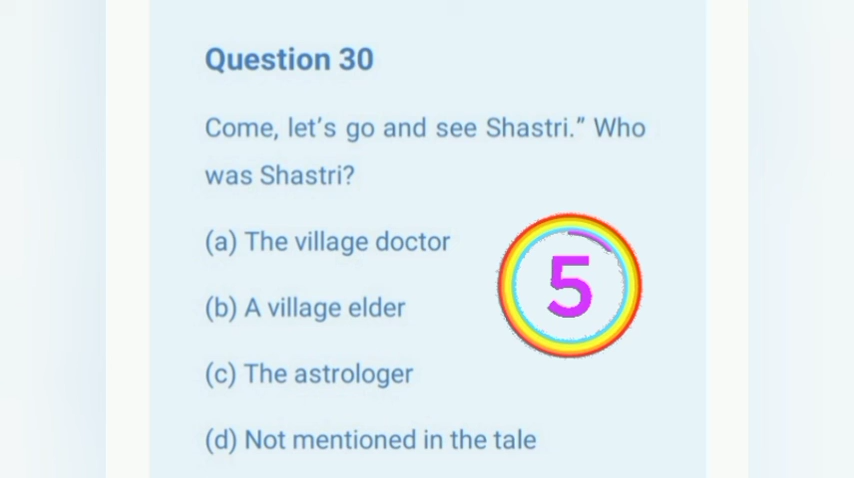 Question 30
Come, let's go and see Shastri.” Who
was Shastri?
(a) The village doctor
(b) A village elder
(c) The astrologer
(d) Not mentioned in the tale
5